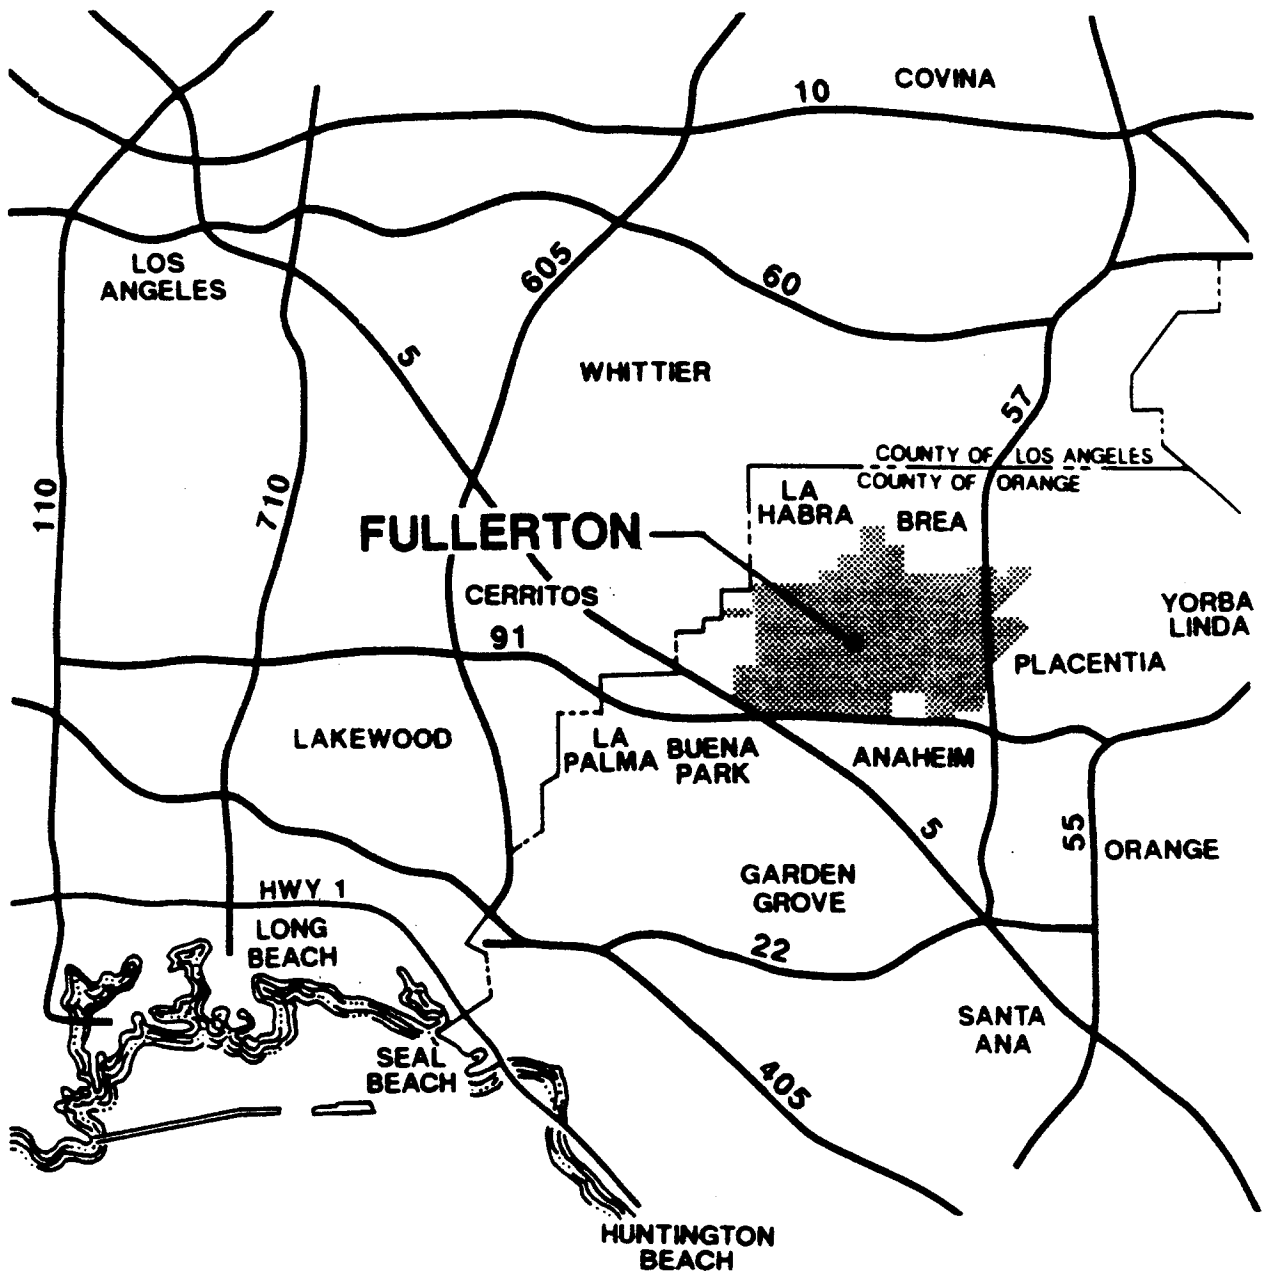 COVINA
10
LOS
ANGELES
605
60
5
WHITTIER
57
COUNTY OF LOS ANGELES
COUNTY OF ORANGE
110
710
LA
HABRA
BREA
FULLERTON
CERRITOS
YORBA
LINDA
91
PLACENTIA
LAKEWOOD
LA
PALMA
BUENA
PARK
ANAHEIM
5
55
ORANGE
GARDEN
GROVE
HWY 1
LONG
BEACH
22
SANTA
ANA
SEAL
BEACH
405
HUNTINGTON
BEACH